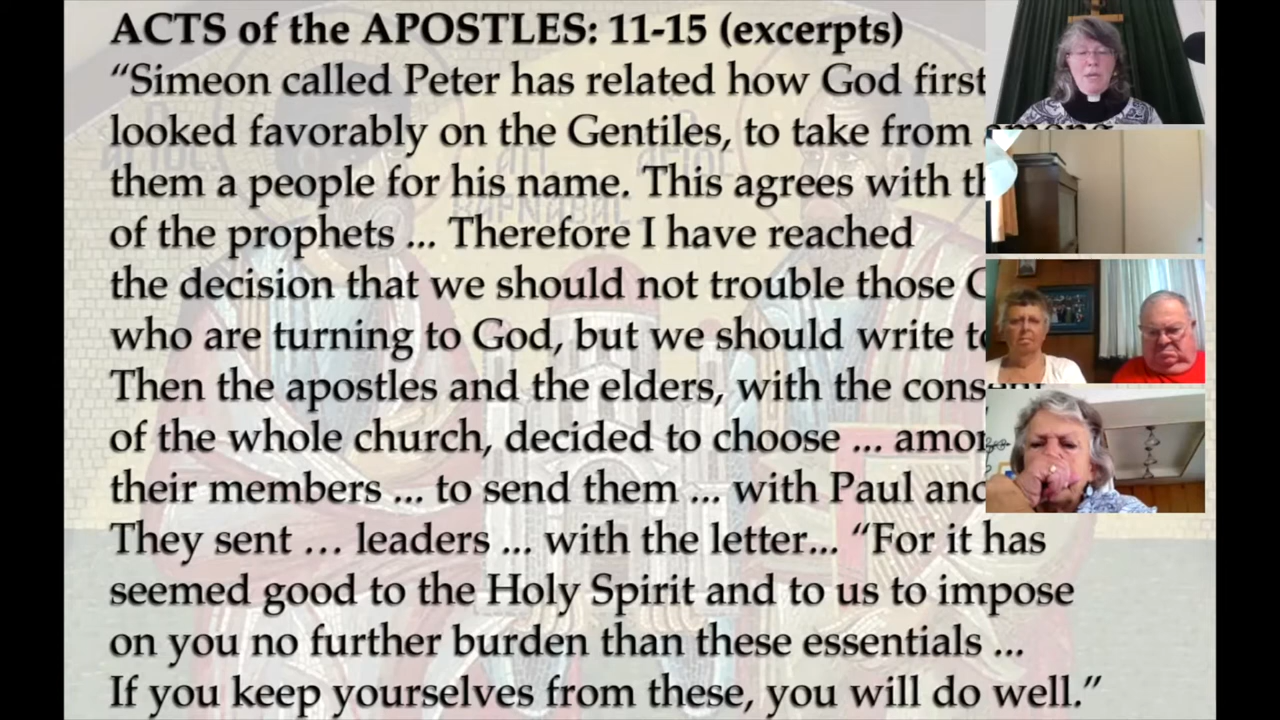 ACTS of the APOSTLES: 11-15 (excerpts)
“Simeon called Peter has related how God first
looked favorably on the Gentiles, to take from among
them a people for his name. This agrees with
of the prophets ... Therefore I have reached
the decision that we should not trouble those
who are turning to God, but we should write
Then the apostles and the elders, with the consent
of the whole church, decided to choose ...
their members ... to send them ... with Paul and
They sent … leaders ... with the letter... “For it has
seemed good to the Holy Spirit and to us to impose
on you no further burden than these essentials ...
If you keep yourselves from these, you will do well.”